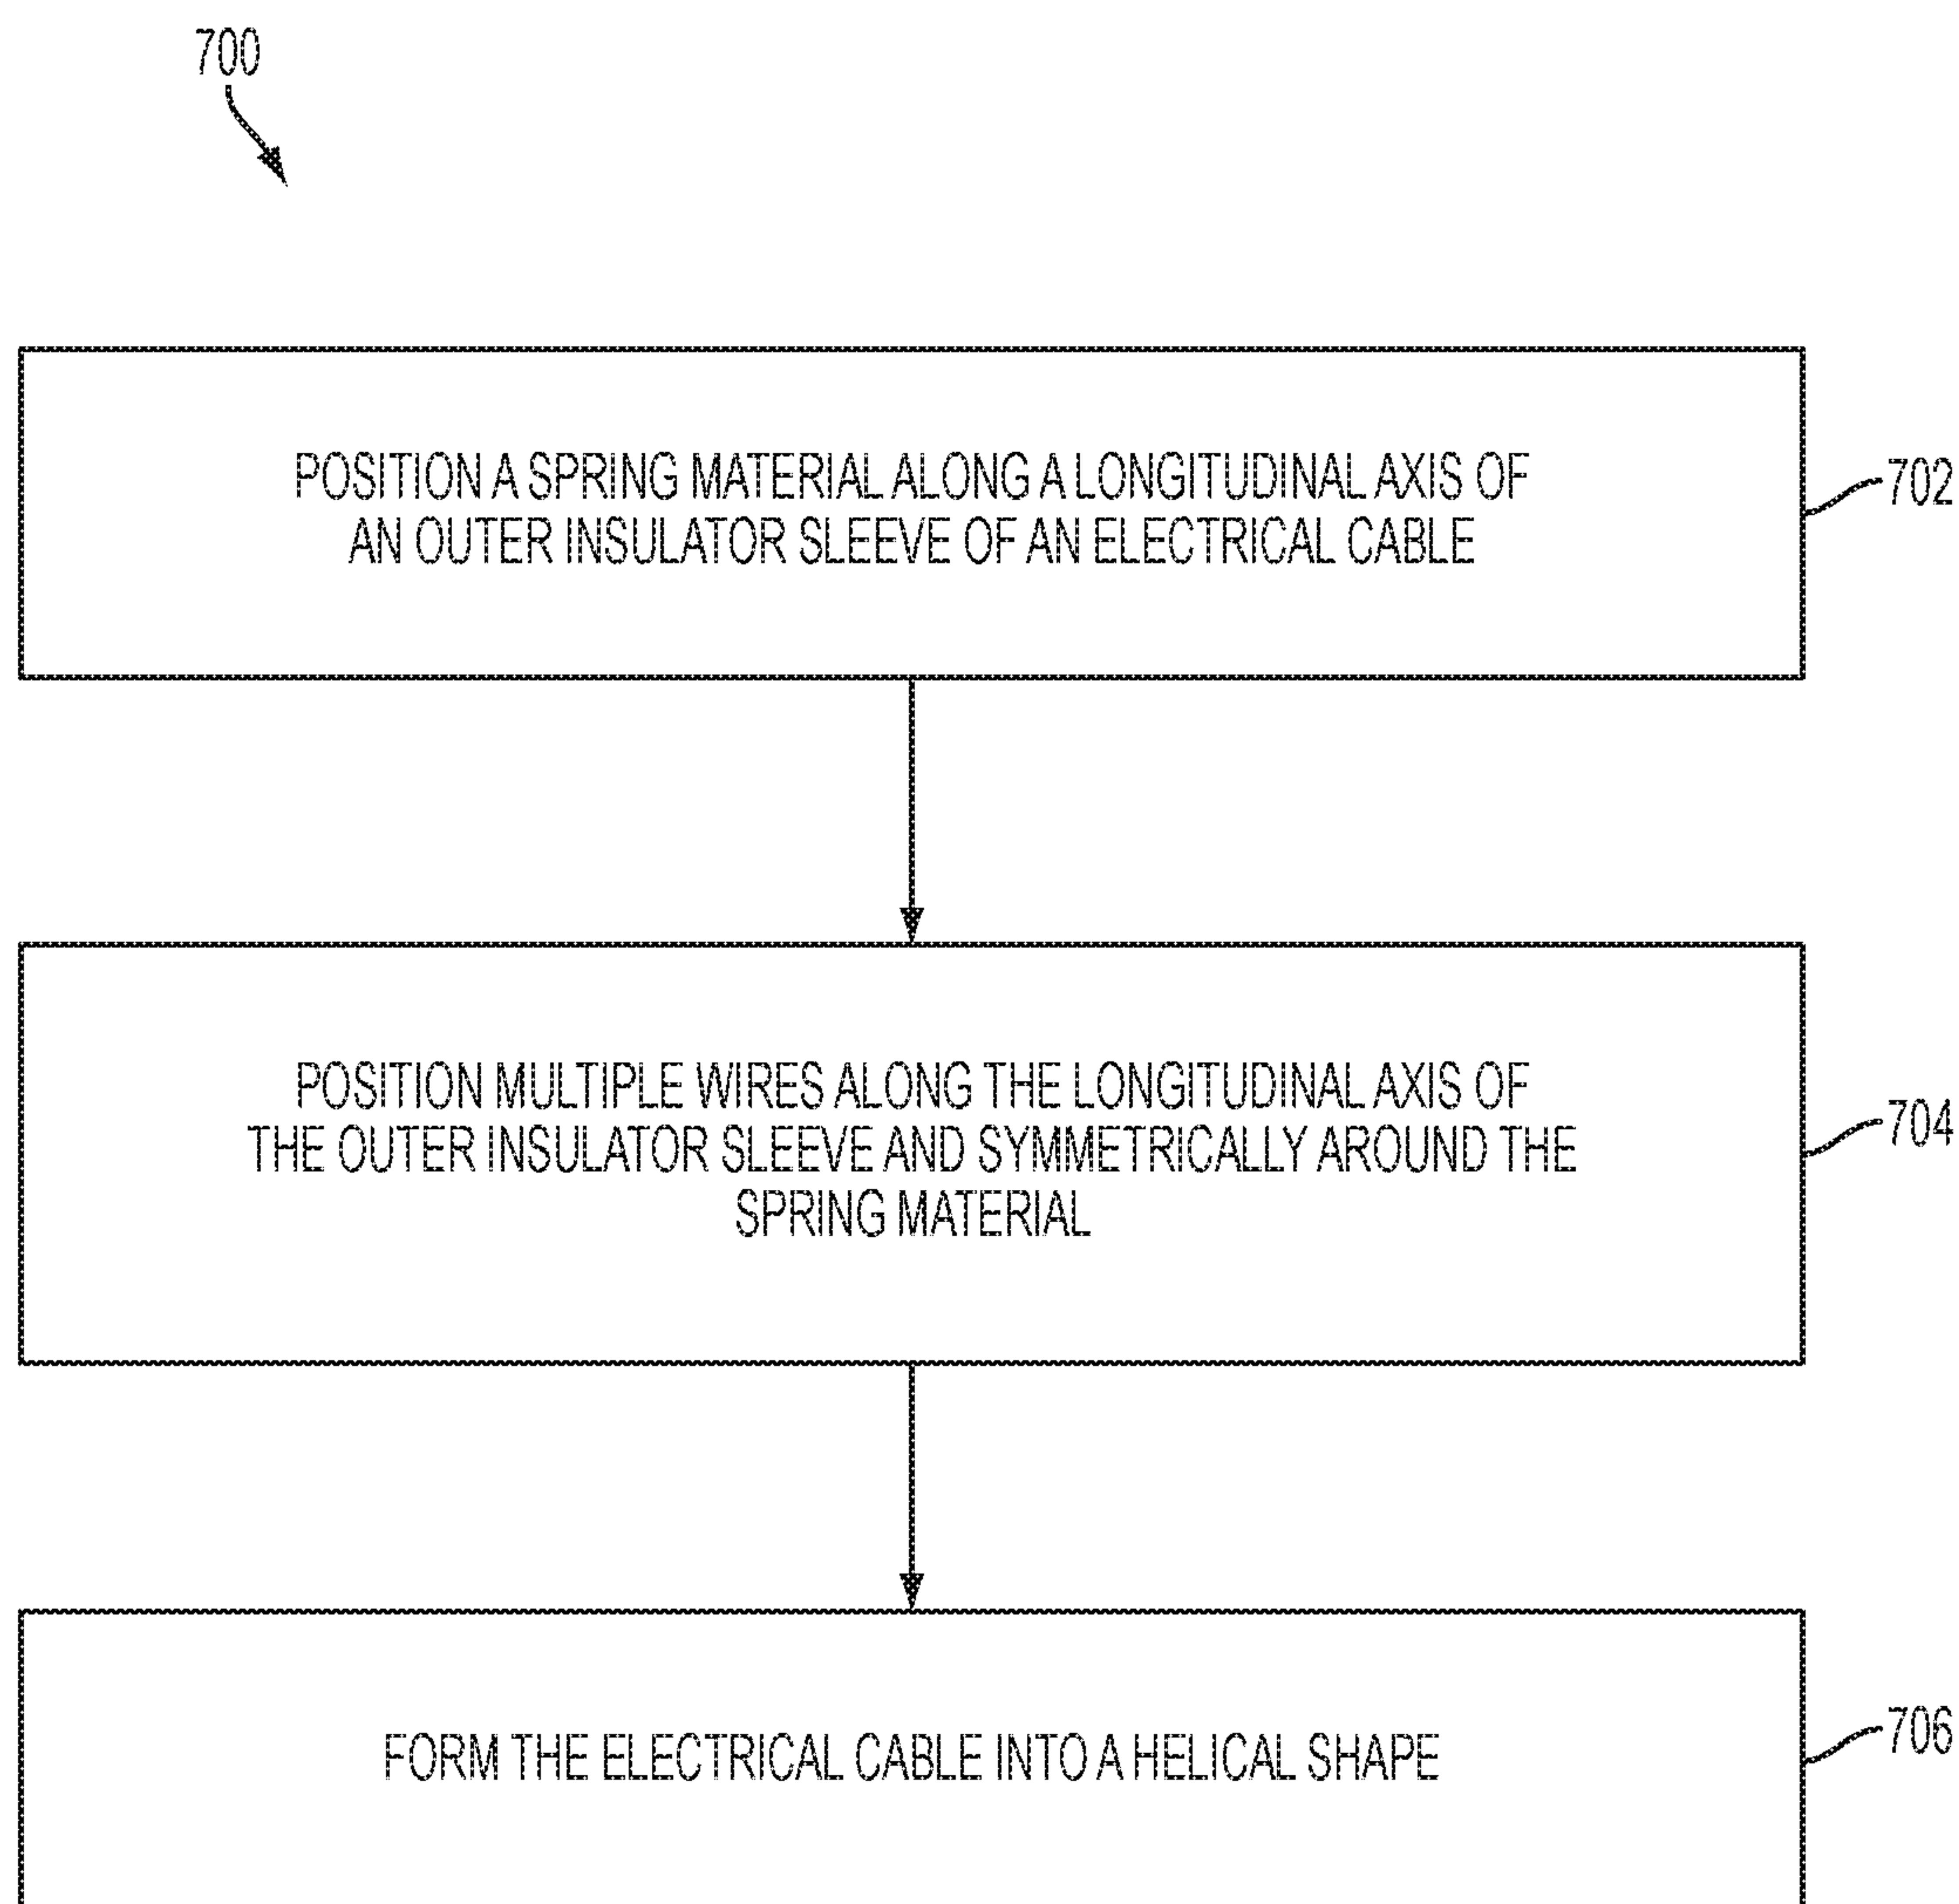 700
POSITION A SPRING MATERIAL ALONG A LONGITUDINAL AXIS OF
AN OUTER INSULATOR SLEEVE OF AN ELECTRICAL CABLE
702
POSITION MULTIPLE WIRES ALONG THE LONGITUDINAL AXIS OF
THE OUTER INSULATOR SLEEVE AND SYMMETRICALLY AROUND THE
SPRING MATERIAL
704
FORM THE ELECTRICAL CABLE INTO A HELICAL SHAPE
706